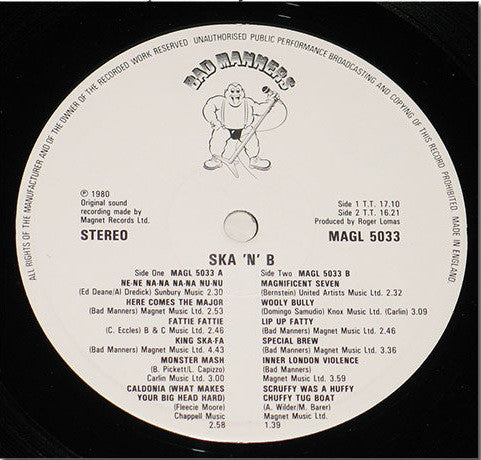 ALL RIGHTS OF THE MANUFACTURER AND OF THE OWNER OF THE RECORDED WORK RESERVED UNAUTHORISED PUBLIC PERFORMANCE BROADCASTING AND COPYING OF THIS RECORD PROHIBITED MADE IN ENGLAND
BAD MANNERS
℗ 1980
Original sound
recording made by
Magnet Records Ltd.
STEREO
Side 1 T.T. 17.10
Side 2 T.T. 16.21
Produced by Roger Lomas
MAGL 5033
SKA 'N' B
Side One MAGL 5033 A
NE-NE NA-NA NA-NA NU-NU
(Ed Deane/Al Dredick) Sunbury Music 2.30
HERE COMES THE MAJOR
(Bad Manners) Magnet Music Ltd. 2.53
FATTIE FATTIE
(C. Eccles) B & C Music Ltd. 2.46
KING SKA-FA
(Bad Manners) Magnet Music Ltd. 4.43
MONSTER MASH
(B. Pickett/L. Capizzo)
Carlin Music 3.00
CALDONIA (WHAT MAKES
YOUR BIG HEAD HARD)
(Fleecie Moore)
Chappell Music
2.58
Side Two MAGL 5033 B
MAGNIFICENT SEVEN
(Bernstein) United Artists Music Ltd. 2.32
WOOLY BULLY
(Domingo Samudio) Knox Music Ltd. (Carlin) 3.09
LIP UP FATTY
(Bad Manners) Magnet Music Ltd. 2.46
SPECIAL BREW
(Bad Manners) Magnet Music Ltd. 3.36
INNER LONDON VIOLENCE
(Bad Manners)
Magnet Music Ltd. 3.59
SCRUFFY WAS A HUFFY
CHUFFY TUG BOAT
(A. Wilder/M. Barer)
Magnet Music Ltd.
1.39